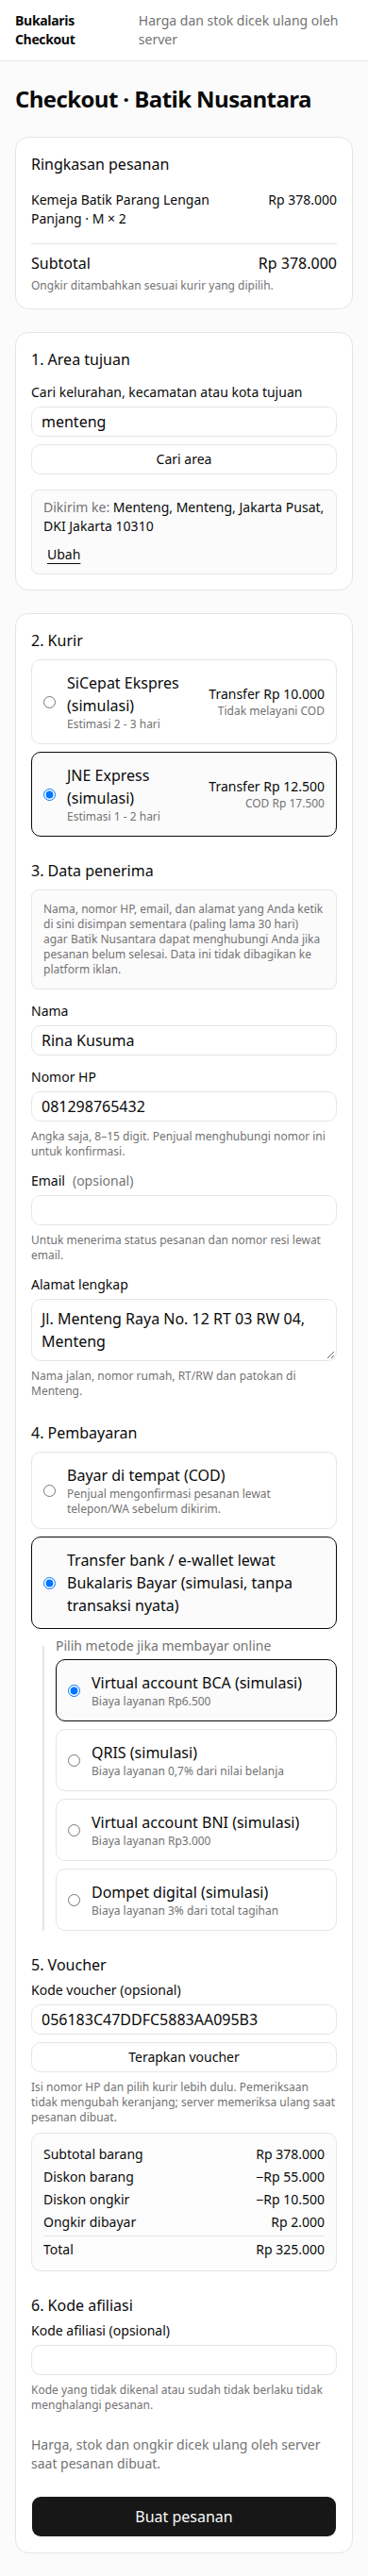 Bukalaris Checkout
Harga dan stok dicek ulang oleh server
Checkout · Batik Nusantara
Ringkasan pesanan
Kemeja Batik Parang Lengan Panjang · M × 2
Rp 378.000
Subtotal
Rp 378.000
Ongkir ditambahkan sesuai kurir yang dipilih.
1. Area tujuan
Cari kelurahan, kecamatan atau kota tujuan
menteng
Cari area
Dikirim ke: Menteng, Menteng, Jakarta Pusat,
DKI Jakarta 10310
Ubah
2. Kurir
SiCepat Ekspres (simulasi)
Estimasi 2 - 3 hari
Transfer Rp 10.000
Tidak melayani COD
JNE Express (simulasi)
Estimasi 1 - 2 hari
Transfer Rp 12.500
COD Rp 17.500
3. Data penerima
Nama, nomor HP, email, dan alamat yang Anda ketik
di sini disimpan sementara (paling lama 30 hari)
agar Batik Nusantara dapat menghubungi Anda jika
pesanan belum selesai. Data ini tidak dibagikan ke
platform iklan.
Nama
Rina Kusuma
Nomor HP
081298765432
Angka saja, 8–15 digit. Penjual menghubungi nomor ini
untuk konfirmasi.
Email (opsional)
Untuk menerima status pesanan dan nomor resi lewat
email.
Alamat lengkap
Jl. Menteng Raya No. 12 RT 03 RW 04,
Menteng
Nama jalan, nomor rumah, RT/RW dan patokan di
Menteng.
4. Pembayaran
Bayar di tempat (COD)
Penjual mengonfirmasi pesanan lewat
telepon/WA sebelum dikirim.
Transfer bank / e-wallet lewat
Bukalaris Bayar (simulasi, tanpa
transaksi nyata)
Pilih metode jika membayar online
Virtual account BCA (simulasi)
Biaya layanan Rp6.500
QRIS (simulasi)
Biaya layanan 0,7% dari nilai belanja
Virtual account BNI (simulasi)
Biaya layanan Rp3.000
Dompet digital (simulasi)
Biaya layanan 3% dari total tagihan
5. Voucher
Kode voucher (opsional)
056183C47DDFC5883AA095B3
Terapkan voucher
Isi nomor HP dan pilih kurir lebih dulu. Pemeriksaan
tidak mengubah keranjang; server memeriksa ulang saat
pesanan dibuat.
Subtotal barang Rp 378.000
Diskon barang −Rp 55.000
Diskon ongkir −Rp 10.500
Ongkir dibayar Rp 2.000
Total Rp 325.000
6. Kode afiliasi
Kode afiliasi (opsional)
Kode yang tidak dikenal atau sudah tidak berlaku tidak
menghalangi pesanan.
Harga, stok dan ongkir dicek ulang oleh server
saat pesanan dibuat.
Buat pesanan